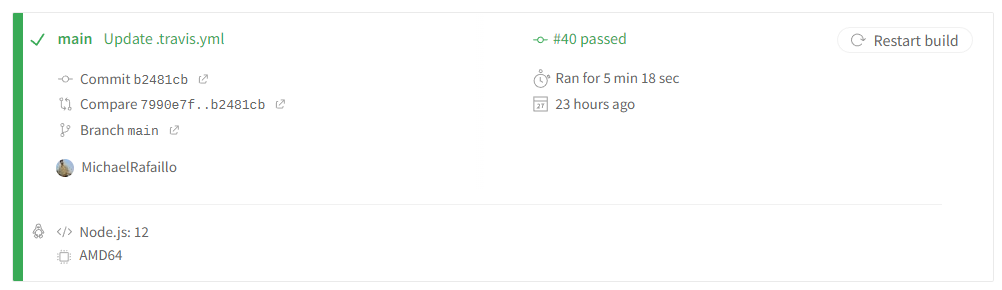 main Update .travis.yml
#40 passed
Restart build
Commit b2481cb
Ran for 5 min 18 sec
Compare 7990e7f..b2481cb
23 hours ago
Branch main
MichaelRafaillo
Node.js: 12
AMD64